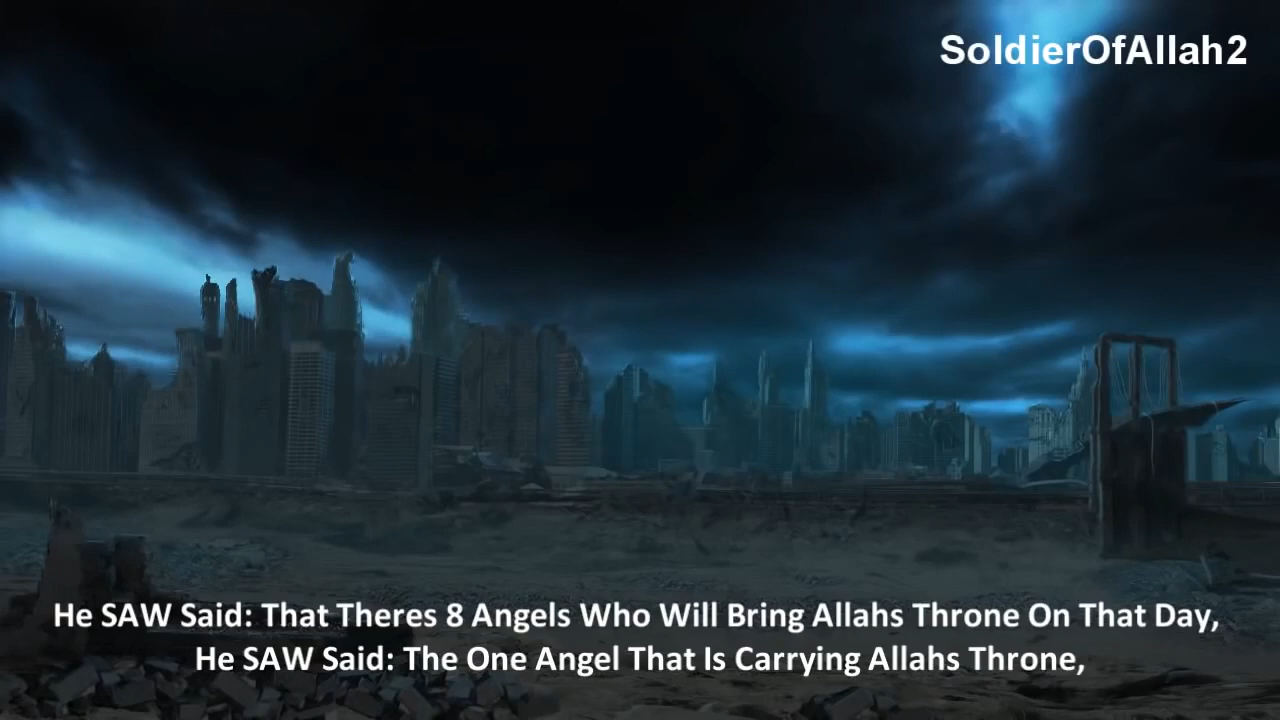 SoldierOfAllah2
He SAW Said: That Theres 8 Angels Who Will Bring Allahs Throne On That Day,
He SAW Said: The One Angel That Is Carrying Allahs Throne,